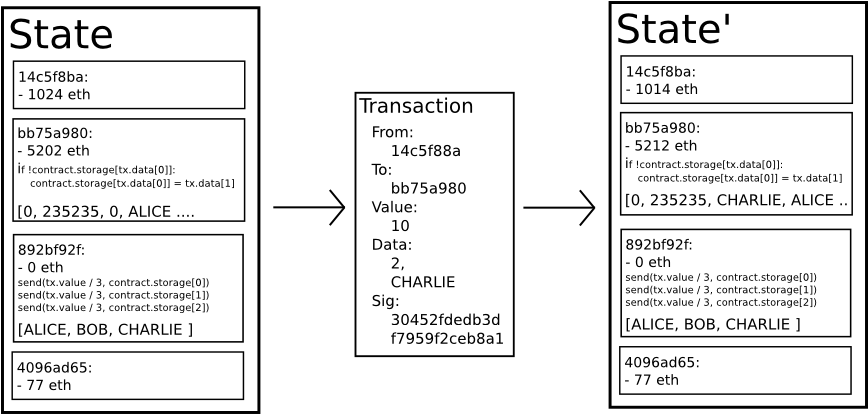 State
14c5f8ba:
- 1024 eth
bb75a980:
- 5202 eth
if !contract.storage[tx.data[0]]:
contract.storage[tx.data[0]] = tx.data[1]
[0, 235235, 0, ALICE ....
892bf92f:
- 0 eth
send(tx.value / 3, contract.storage[0])
send(tx.value / 3, contract.storage[1])
send(tx.value / 3, contract.storage[2])
[ALICE, BOB, CHARLIE ]
4096ad65:
- 77 eth
Transaction
From:
14c5f88a
To:
bb75a980
Value:
10
Data:
2,
CHARLIE
Sig:
30452fdedb3d
f7959f2ceb8a1
State'
14c5f8ba:
- 1014 eth
bb75a980:
- 5212 eth
if !contract.storage[tx.data[0]]:
contract.storage[tx.data[0]] = tx.data[1]
[0, 235235, CHARLIE, ALICE ..
892bf92f:
- 0 eth
send(tx.value / 3, contract.storage[0])
send(tx.value / 3, contract.storage[1])
send(tx.value / 3, contract.storage[2])
[ALICE, BOB, CHARLIE ]
4096ad65:
- 77 eth